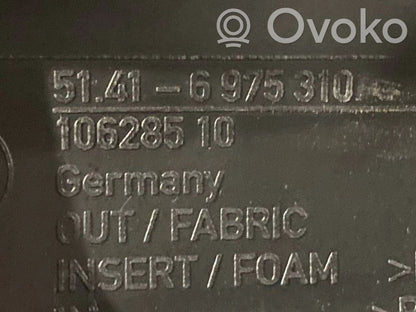 Ovoko
51.41 - 6 975 310
106285 10
Germany
OUT / FABRIC
INSERT / FOAM